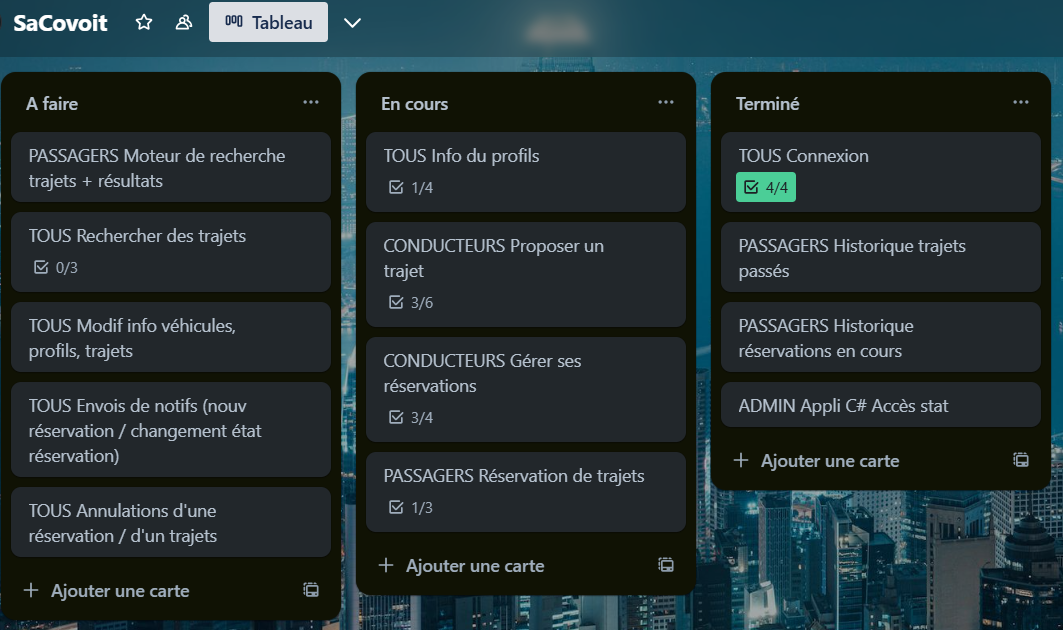 SaCovoit
Tableau
A faire
PASSAGERS Moteur de recherche
trajets + résultats
TOUS Rechercher des trajets
0/3
TOUS Modif info véhicules,
profils, trajets
TOUS Envois de notifs (nouv
réservation / changement état
réservation)
TOUS Annulations d'une
réservation / d'un trajets
Ajouter une carte
En cours
TOUS Info du profils
1/4
CONDUCTEURS Proposer un
trajet
3/6
CONDUCTEURS Gérer ses
réservations
3/4
PASSAGERS Réservation de trajets
1/3
Ajouter une carte
Terminé
TOUS Connexion
4/4
PASSAGERS Historique trajets
passés
PASSAGERS Historique
réservations en cours
ADMIN Appli C# Accès stat
Ajouter une carte